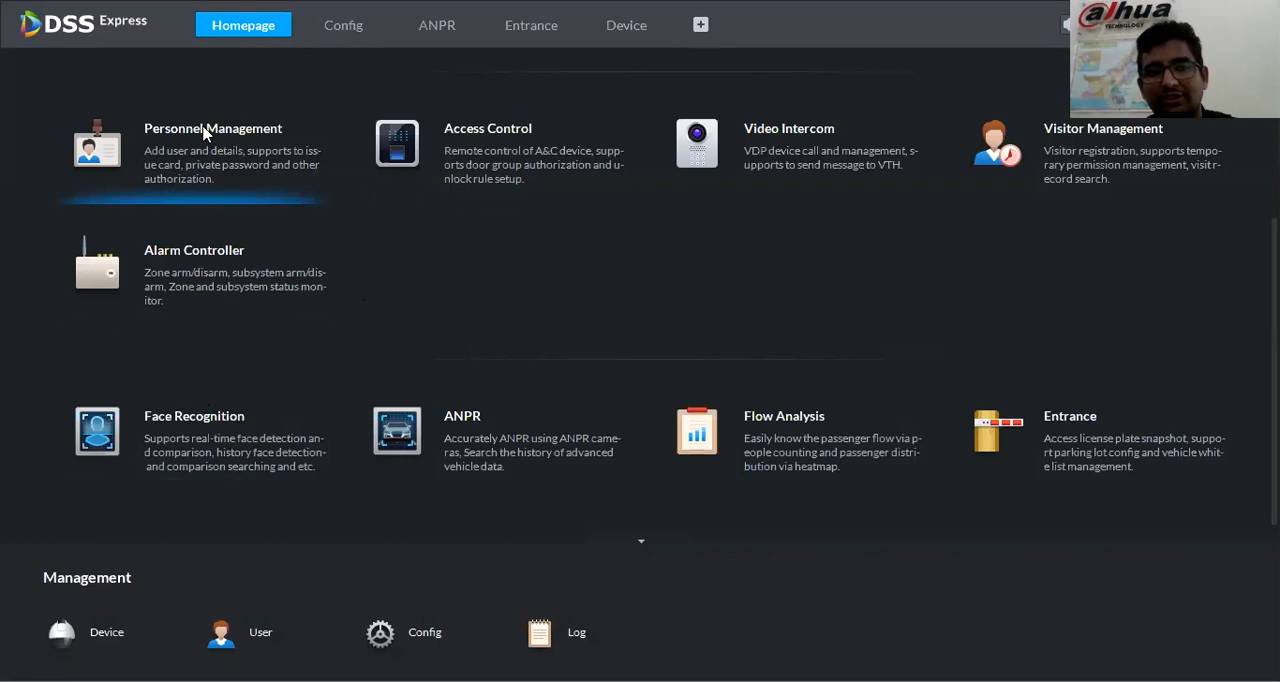 DSS Express
Homepage
Config
ANPR
Entrance
Device
alhua
TECHNOLOGY
Personnel Management
Add user and details, supports to iss-
ue card, private password and other
authorization.
Access Control
Remote control of A&C device, supp-
orts door group authorization and u-
nlock rule setup.
Video Intercom
VDP device call and management, s-
upports to send message to VTH.
Visitor Management
Visitor registration, supports tempo-
rary permission management, visit r-
ecord search.
Alarm Controller
Zone arm/disarm, subsystem arm/dis-
arm, Zone and subsystem status mon-
itor.
Face Recognition
Supports real-time face detection an-
d comparison, history face detection-
and comparison searching and etc.
ANPR
Accurately ANPR using ANPR came-
ras, Search the history of advanced
vehicle data.
Flow Analysis
Easily know the passenger flow via p-
eople counting and passenger distri-
bution via heatmap.
Entrance
Access license plate snapshot, suppo-
rt parking lot config and vehicle whit-
e list management.
Management
Device
User
Config
Log